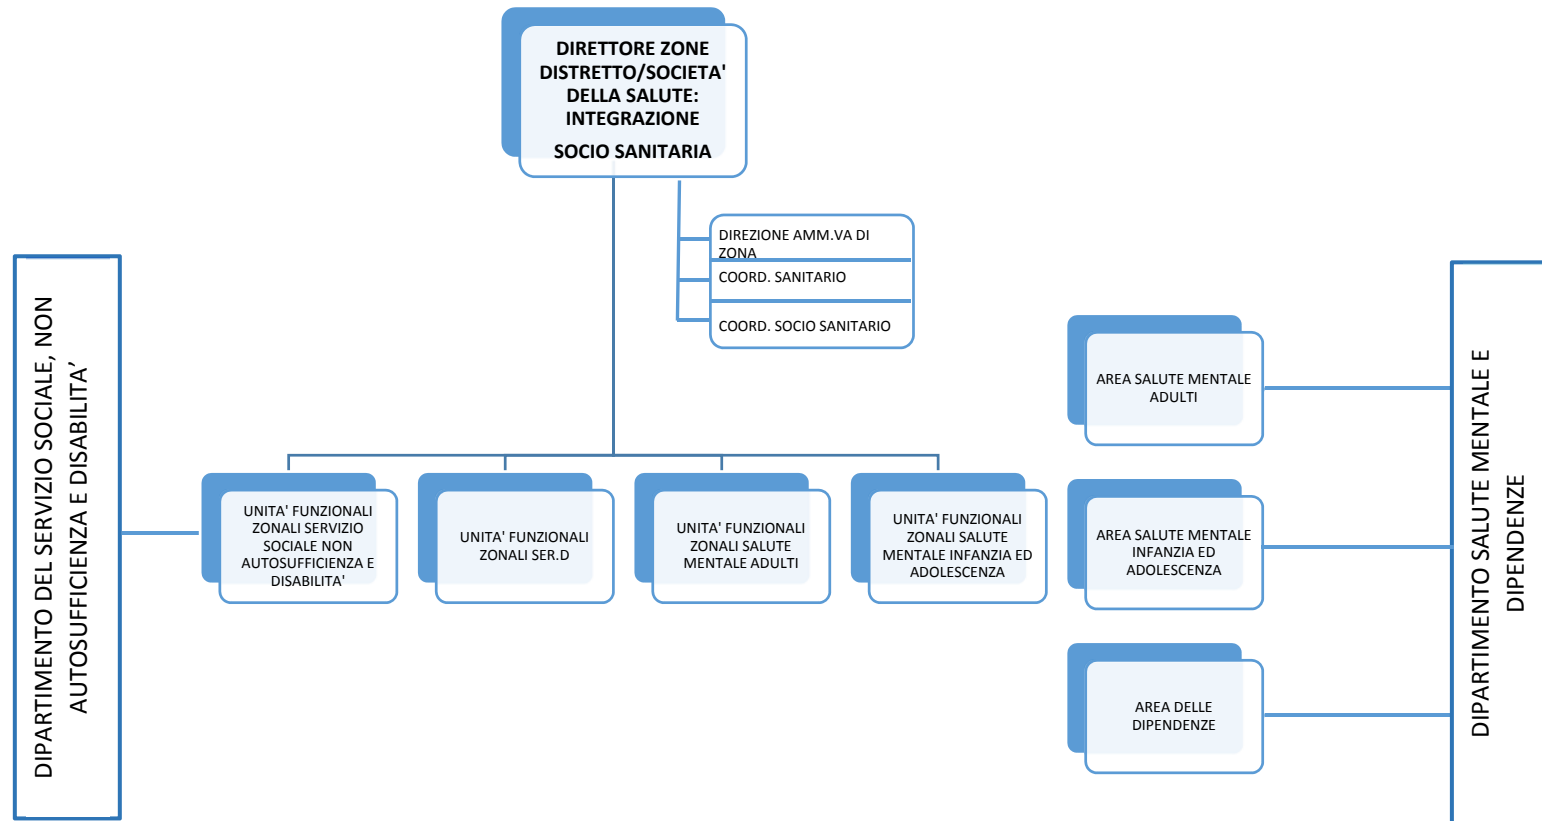 DIRETTORE ZONE
DISTRETTO/SOCIETA'
DELLA SALUTE:
INTEGRAZIONE
SOCIO SANITARIA
DIREZIONE AMM.VA DI
ZONA
COORD. SANITARIO
COORD. SOCIO SANITARIO
DIPARTIMENTO DEL SERVIZIO SOCIALE, NON
AUTOSUFFICIENZA E DISABILITA’
UNITA' FUNZIONALI
ZONALI SERVIZIO
SOCIALE NON
AUTOSUFFICIENZA E
DISABILITA'
UNITA' FUNZIONALI
ZONALI SER.D
UNITA' FUNZIONALI
ZONALI SALUTE
MENTALE ADULTI
UNITA' FUNZIONALI
ZONALI SALUTE
MENTALE INFANZIA ED
ADOLESCENZA
AREA SALUTE MENTALE
ADULTI
AREA SALUTE MENTALE
INFANZIA ED
ADOLESCENZA
AREA DELLE
DIPENDENZE
DIPARTIMENTO SALUTE MENTALE E
DIPENDENZE